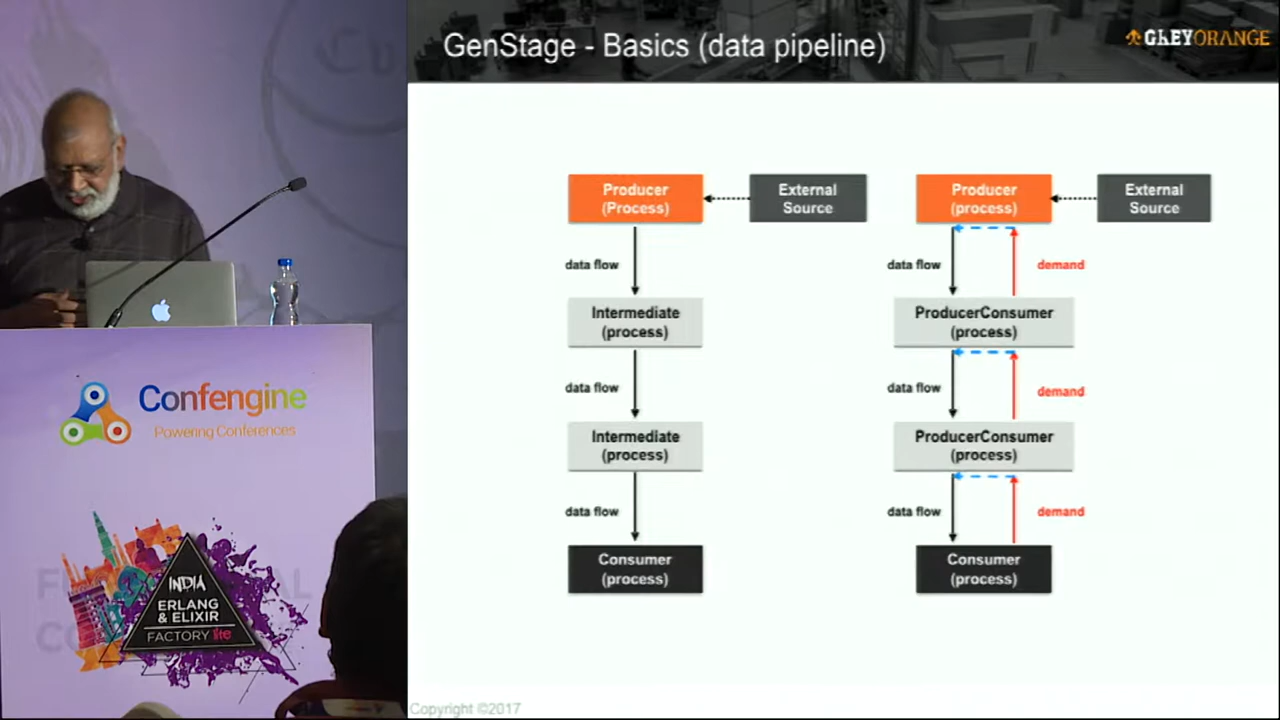 GenStage - Basics (data pipeline)
GREYORANGE
Producer
(Process)
External
Source
data flow
Intermediate
(process)
data flow
Intermediate
(process)
data flow
Consumer
(process)
Producer
(process)
External
Source
data flow
demand
ProducerConsumer
(process)
data flow
demand
ProducerConsumer
(process)
data flow
demand
Consumer
(process)
Copyright ©2017
Confengine
Powering Conferences
INDIA
ERLANG
& ELIXIR
FACTORY lite